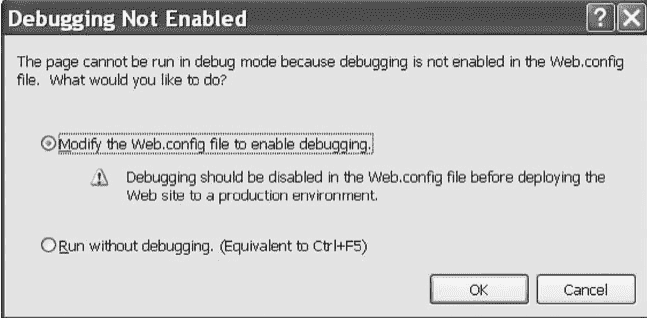 Debugging Not Enabled
The page cannot be run in debug mode because debugging is not enabled in the Web.config
file. What would you like to do?
Modify the Web.config file to enable debugging.
Debugging should be disabled in the Web.config file before deploying the
Web site to a production environment.
Run without debugging. (Equivalent to Ctrl+F5)
OK Cancel